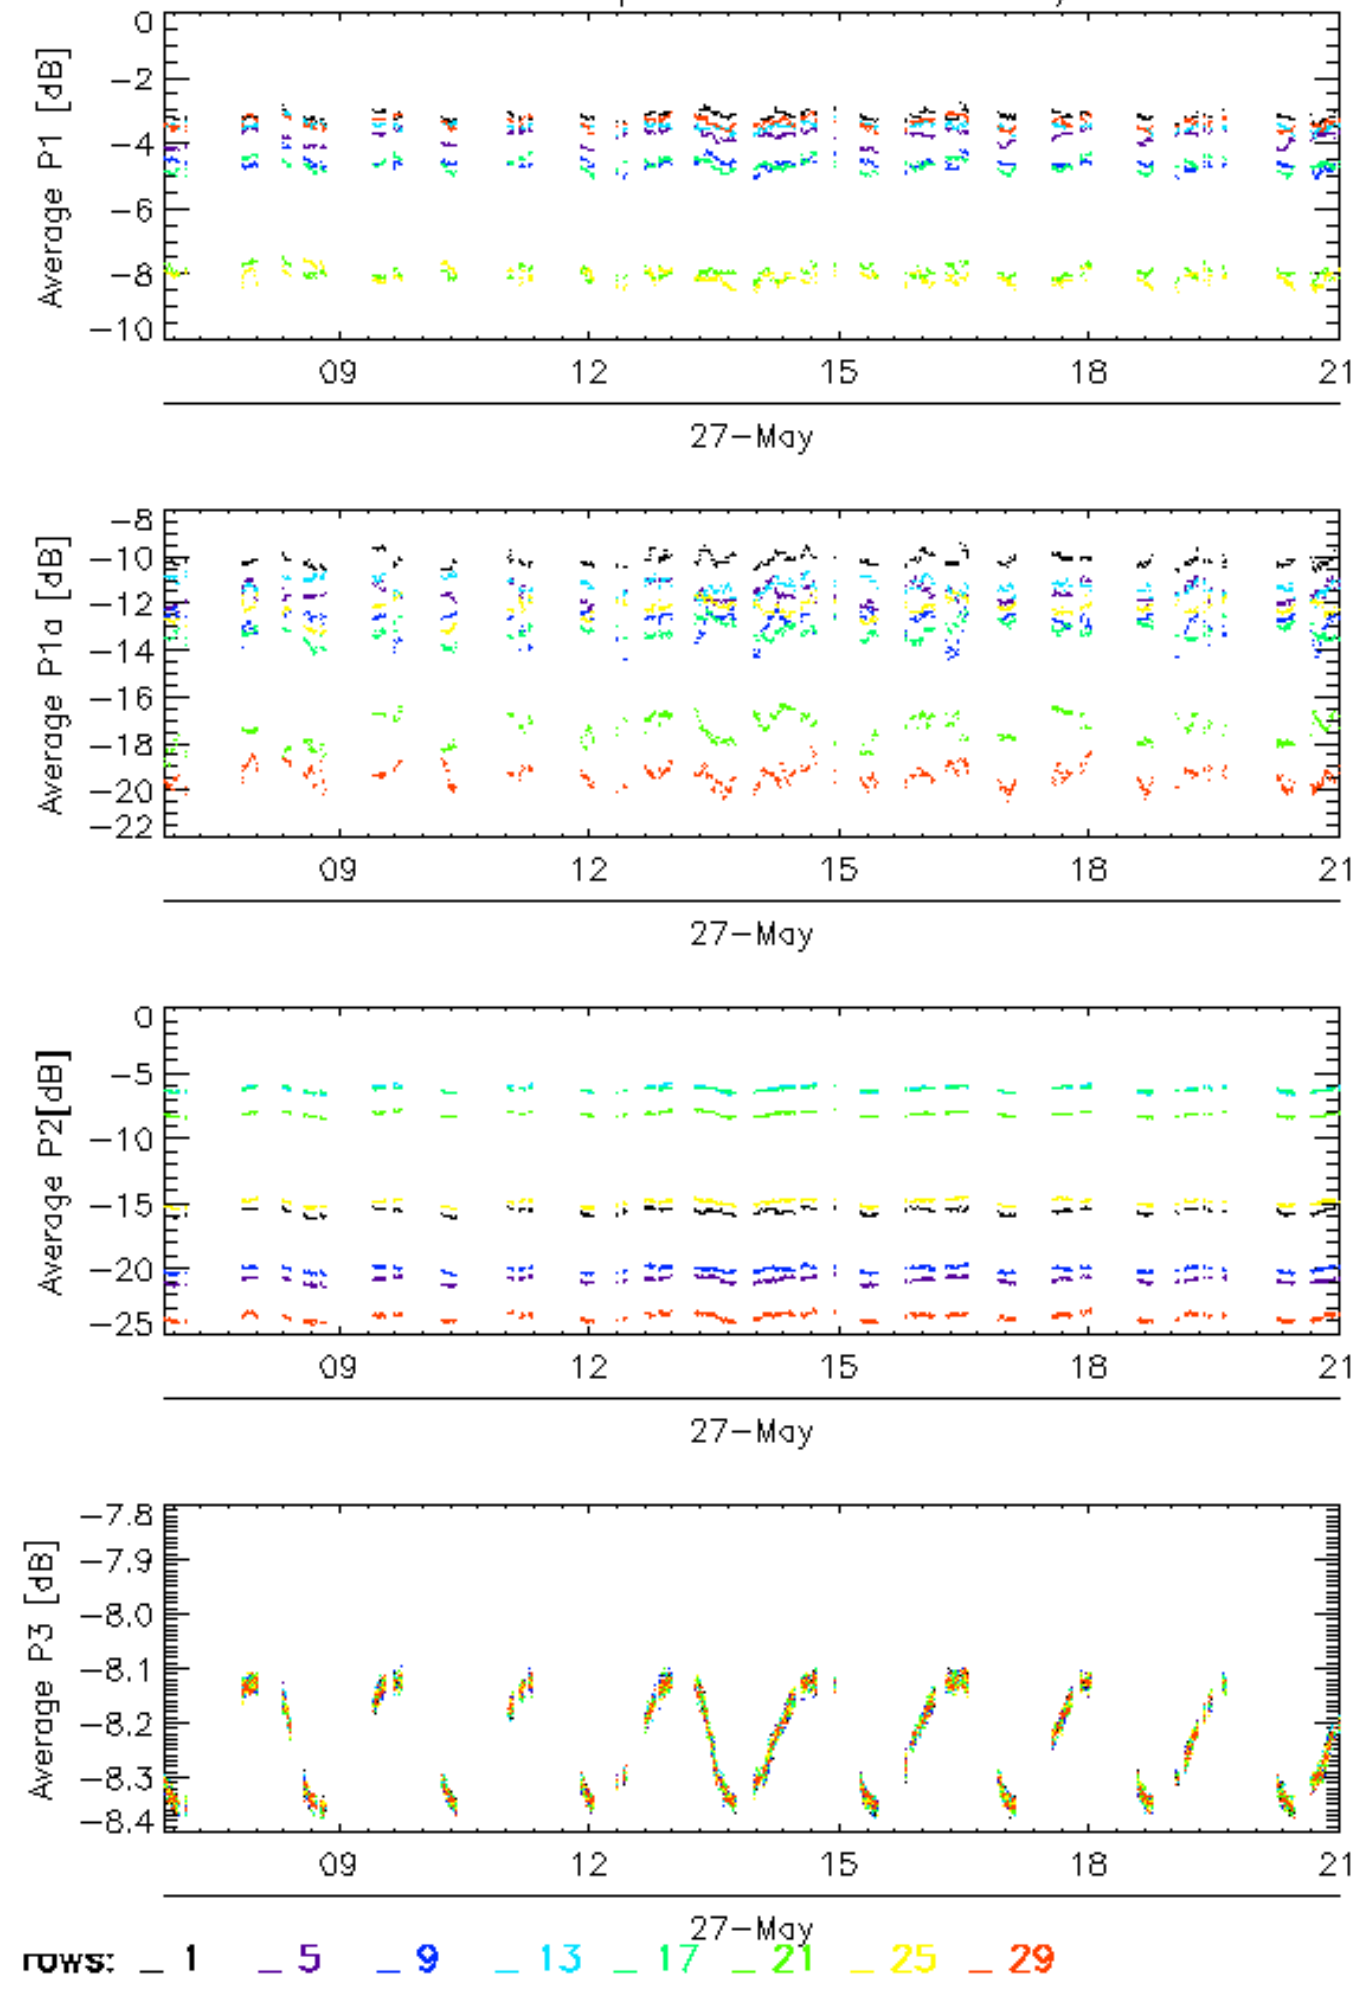 0
−2
−4
−6
−8
−10
Average P1 [dB]
09 12 15 18 21
27−May
−8
−10
−12
−14
−16
−18
−20
−22
Average P1a [dB]
09 12 15 18 21
27−May
0
−5
−10
−15
−20
−25
Average P2[dB]
09 12 15 18 21
27−May
−7.8
−7.9
−8.0
−8.1
−8.2
−8.3
−8.4
Average P3 [dB]
09 12 15 18 21
27−May
rows: _ 1 _ 5 _ 9 _ 13 _ 17 _ 21 _ 25 _ 29